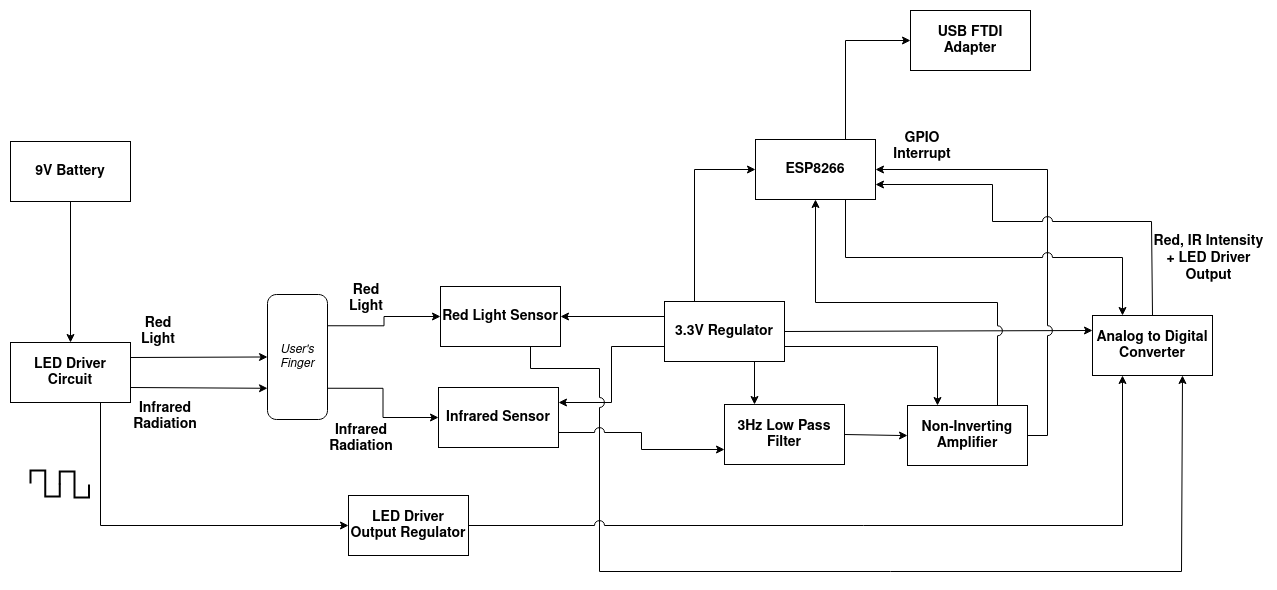 USB FTDI
Adapter
GPIO
Interrupt
9V Battery
ESP8266
Red, IR Intensity
+ LED Driver
Output
Red
Light
Red Light Sensor
3.3V Regulator
Red
Light
Analog to Digital
Converter
LED Driver
Circuit
User's
Finger
Infrared
Radiation
Infrared Sensor
Infrared
Radiation
3Hz Low Pass
Filter
Non-Inverting
Amplifier
LED Driver
Output Regulator